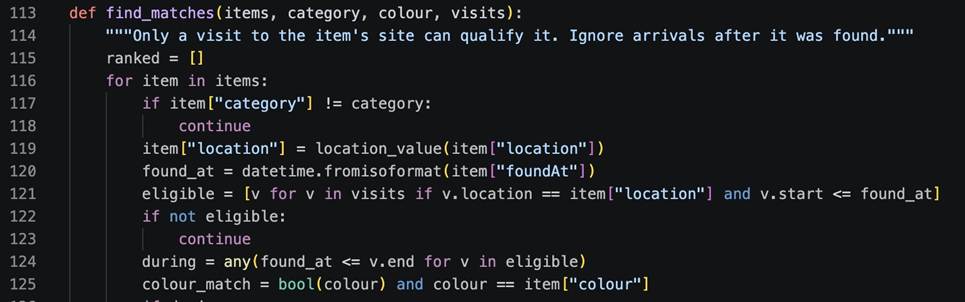 113 def find_matches(items, category, colour, visits):
114 """Only a visit to the item's site can qualify it. Ignore arrivals after it was found."""
115 ranked = []
116 for item in items:
117 if item["category"] != category:
118 continue
119 item["location"] = location_value(item["location"])
120 found_at = datetime.fromisoformat(item["foundAt"])
121 eligible = [v for v in visits if v.location == item["location"] and v.start <= found_at]
122 if not eligible:
123 continue
124 during = any(found_at <= v.end for v in eligible)
125 colour_match = bool(colour) and colour == item["colour"]